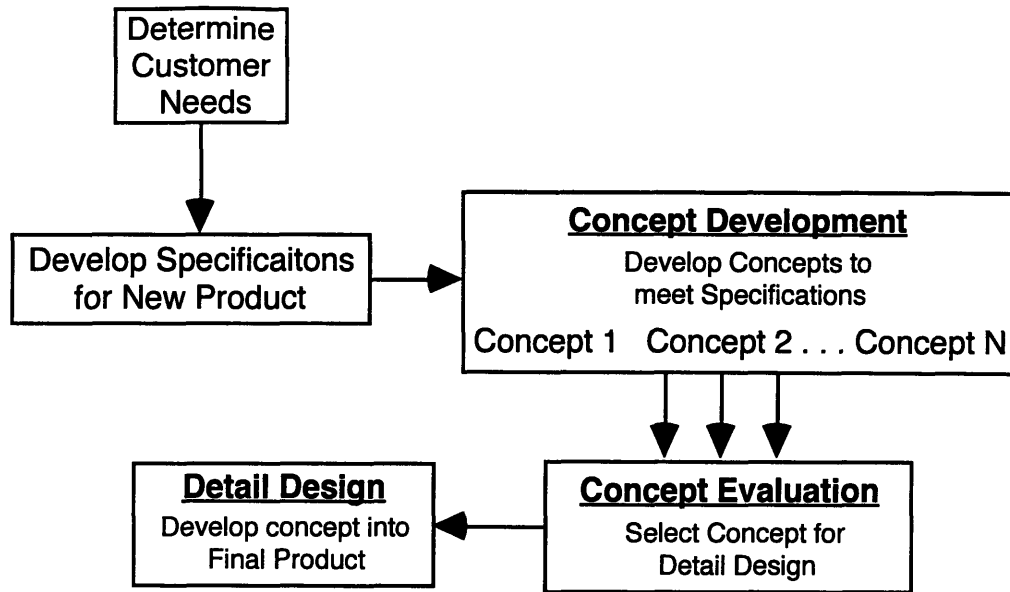 Determine
Customer
Needs
Develop Specificaitons
for New Product
Concept Development
Develop Concepts to
meet Specifications
Concept 1 Concept 2 . . . Concept N
Concept Evaluation
Select Concept for
Detail Design
Detail Design
Develop concept into
Final Product